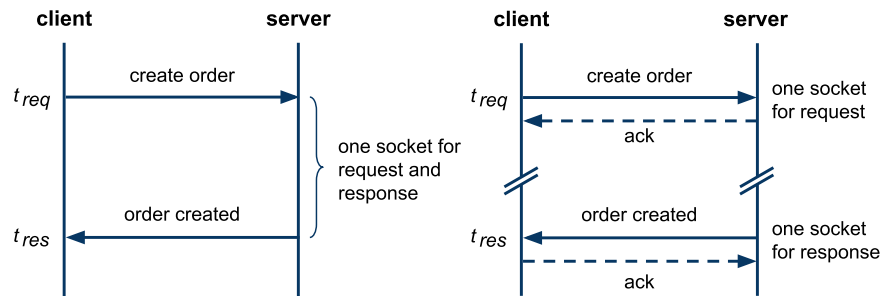 client
server
create order
t req
one socket for
request and
response
order created
t res
client
server
create order
t req
one socket
for request
ack
order created
t res
one socket
for response
ack